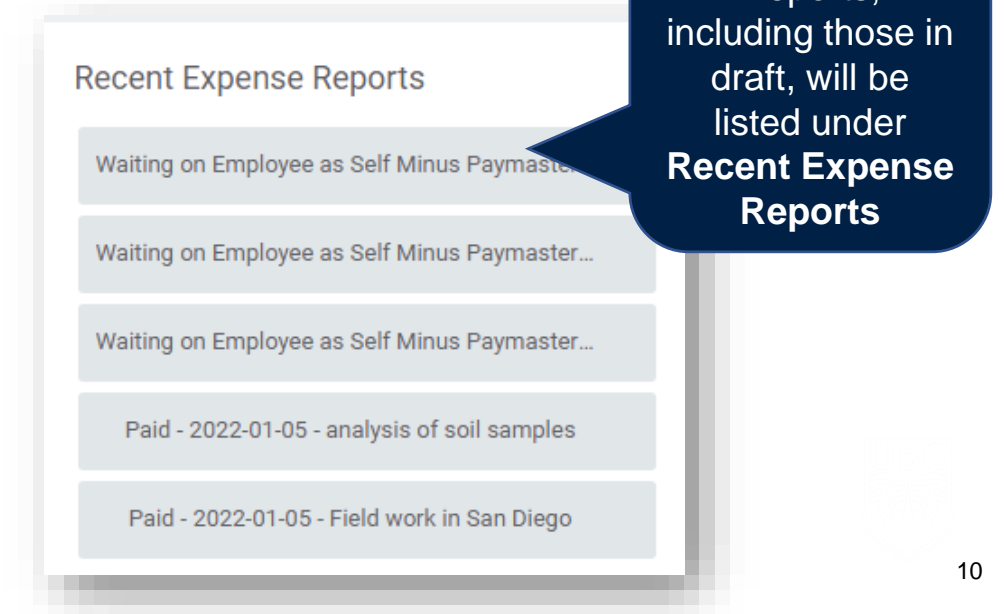 including those in
draft, will be
listed under
Recent Expense
Reports
Recent Expense Reports
Waiting on Employee as Self Minus
Waiting on Employee as Self Minus Paymaster...
Waiting on Employee as Self Minus Paymaster...
Paid - 2022-01-05 - analysis of soil samples
Paid - 2022-01-05 - Field work in San Diego
10